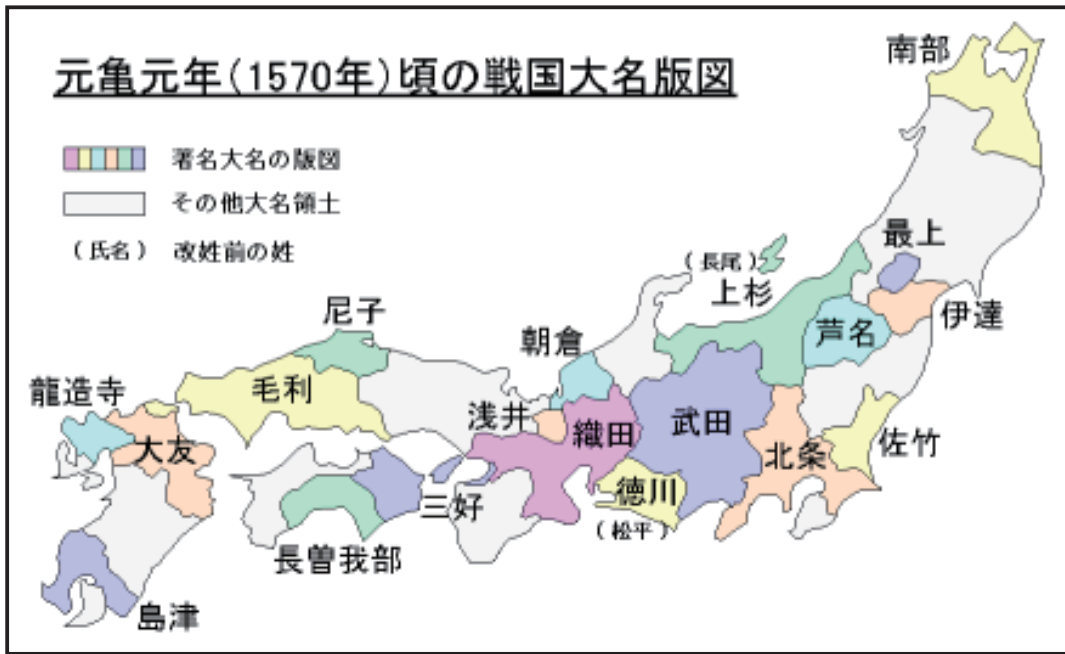 元亀元年(1570年)頃の戦国大名版図
著名大名の版図
その他大名領土
(氏名) 改姓前の姓
南部
最上
(長尾)
上杉
伊達
芦名
尼子
朝倉
毛利
龍造寺
浅井
織田
武田
大友
北条
佐竹
徳川
(松平)
三好
長曽我部
島津